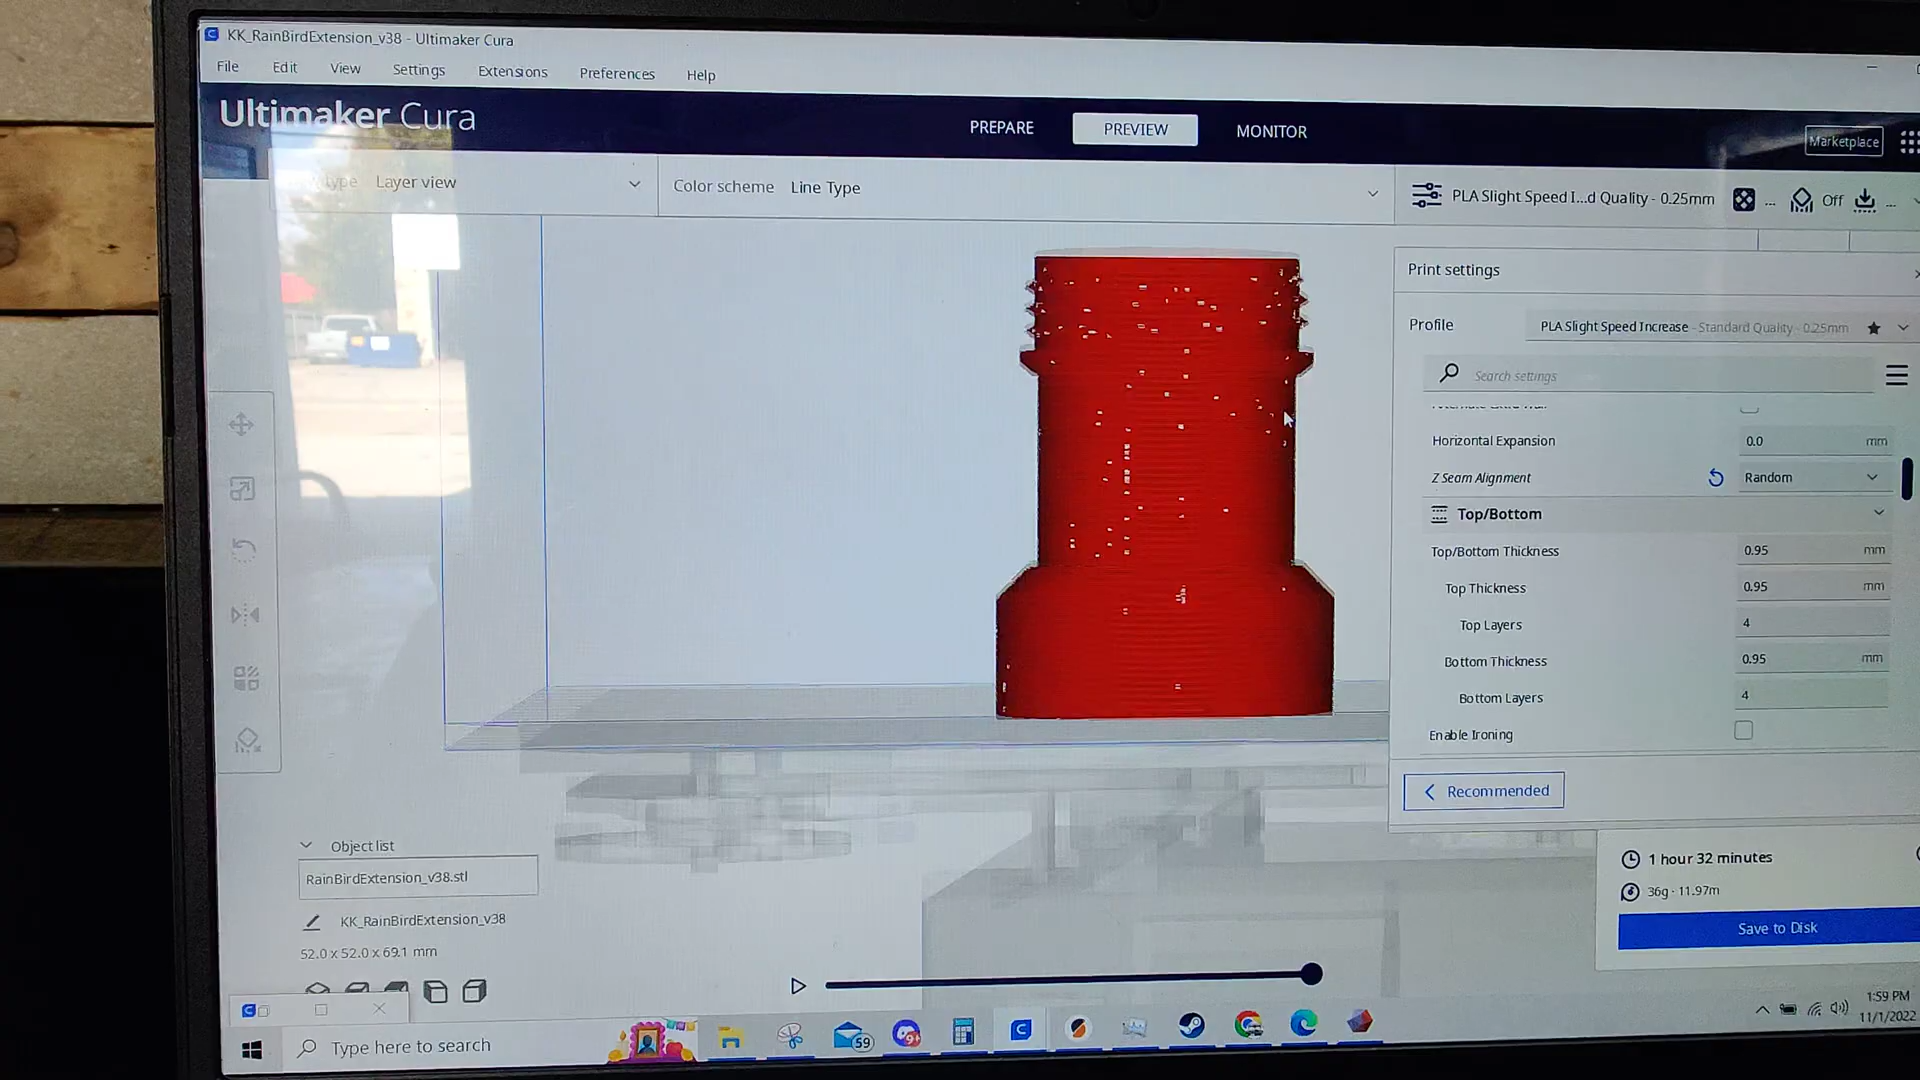 KK_RainBirdExtension_v38 - Ultimaker Cura
File Edit View Settings Extensions Preferences Help
Ultimaker Cura
PREPARE PREVIEW MONITOR
Marketplace
type Layer view
Color scheme Line Type
PLA Slight Speed I...d Quality - 0.25mm ... Off ...
Print settings
Profile PLA Slight Speed Increase - Standard Quality - 0.25mm
Search settings
Horizontal Expansion 0.0 mm
Z Seam Alignment Random
Top/Bottom
Top/Bottom Thickness 0.95 mm
Top Thickness 0.95 mm
Top Layers 4
Bottom Thickness 0.95 mm
Bottom Layers 4
Enable Ironing
Recommended
Object list
RainBirdExtension_v38.stl
KK_RainBirdExtension_v38
52.0 x 52.0 x 69.1 mm
1 hour 32 minutes
36g · 11.97m
Save to Disk
Type here to search
59
9+
1:59 PM
11/1/2022